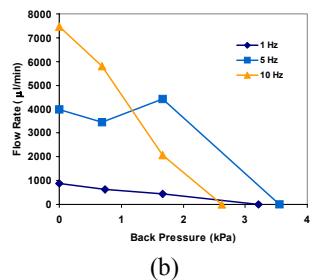 8000
7000
6000
5000
4000
3000
2000
1000
0
Flow Rate ( µl/min)
1 Hz
5 Hz
10 Hz
0 1 2 3 4
Back Pressure (kPa)
(b)